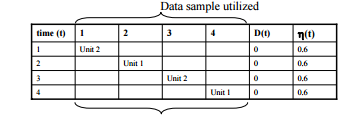 Data sample utilized
time (t) 1 2 3 4 D(t) η(t)
1 Unit 2 0 0.6
2 Unit 1 0 0.6
3 Unit 2 0 0.6
4 Unit 1 0 0.6